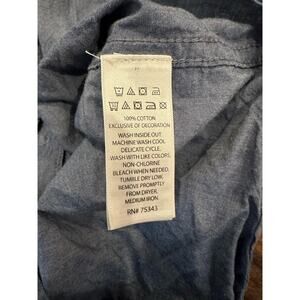 100% COTTON
EXCLUSIVE OF DECORATION
WASH INSIDE OUT
MACHINE WASH COOL
DELICATE CYCLE,
WASH WITH LIKE COLORS,
NON-CHLORINE
BLEACH WHEN NEEDED,
TUMBLE DRY LOW,
REMOVE PROMPTLY
FROM DRYER,
MEDIUM IRON
RN# 75343